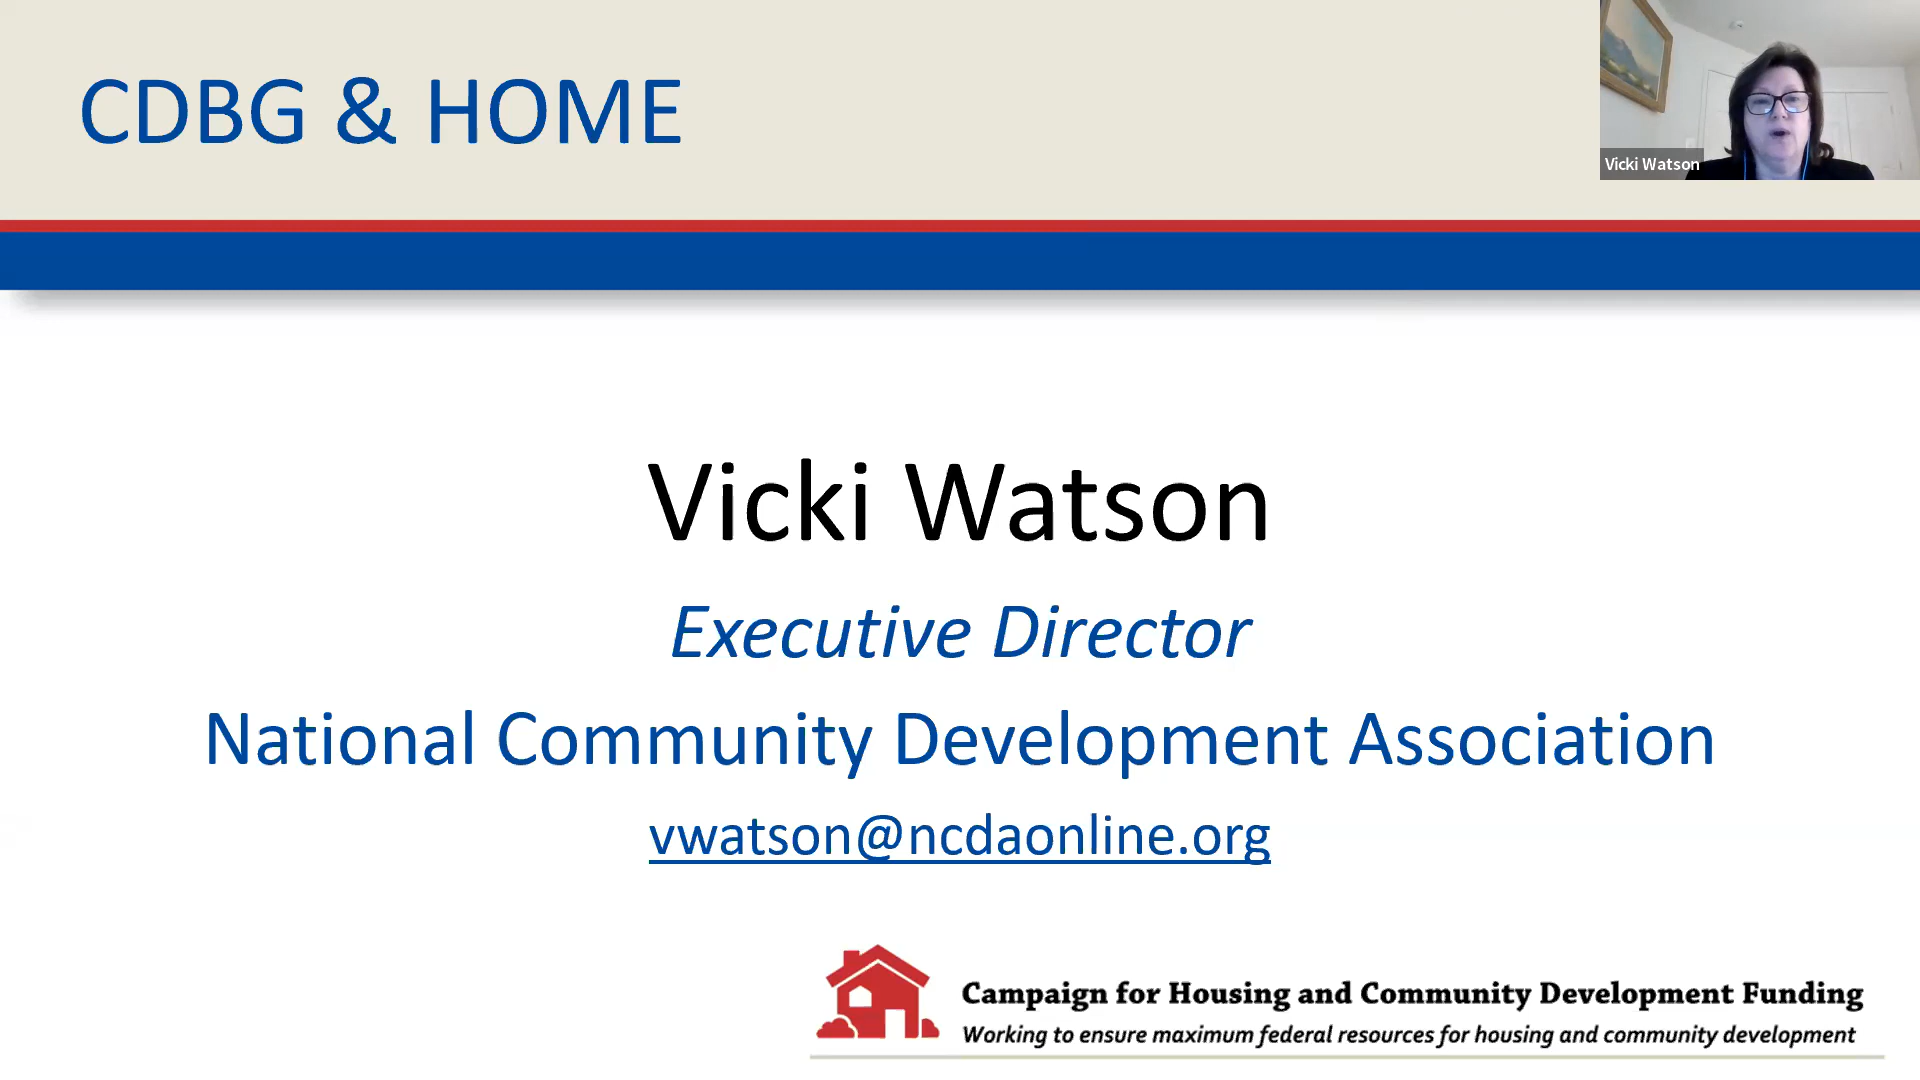 CDBG & HOME
Vicki Watson
Vicki Watson
Executive Director
National Community Development Association
vwatson@ncdaonline.org
Campaign for Housing and Community Development Funding
Working to ensure maximum federal resources for housing and community development